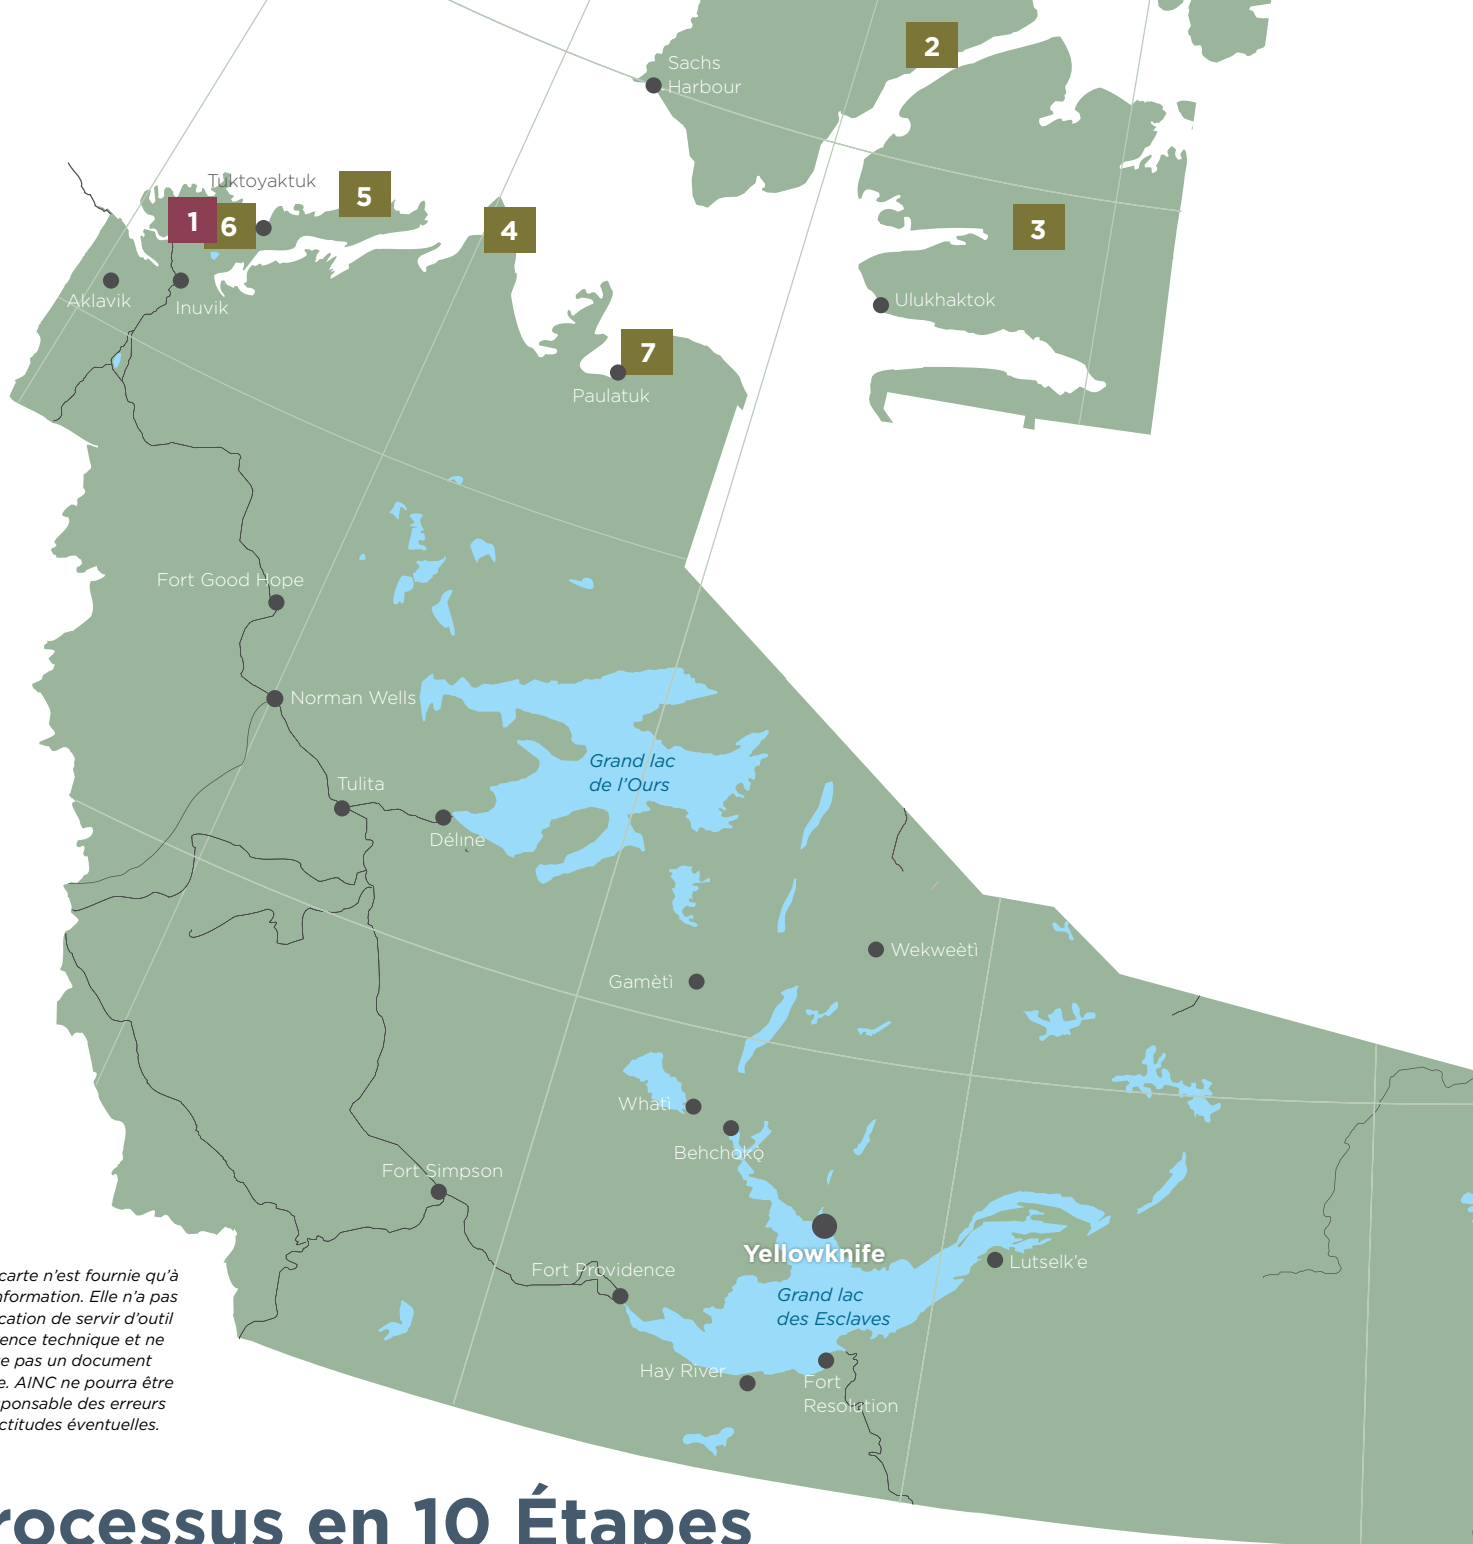 2
Sachs
Harbour
Tuktoyaktuk
5
1
6
4
3
Aklavik
Inuvik
Ulukhaktok
7
Paulatuk
Fort Good Hope
Norman Wells
Grand lac
de l’Ours
Tulita
Délıne
Wekweètì
Gamètì
Whatì
Behchokǫ̀
Fort Simpson
Yellowknife
Lutselk’e
Fort Providence
Grand lac
des Esclaves
Hay River
Fort
Resolution
carte n’est fournie qu’à
nformation. Elle n’a pas
cation de servir d’outil
ence technique et ne
e pas un document
e. AINC ne pourra être
ponsable des erreurs
ctitudes éventuelles.
rocessus en 10 Étapes